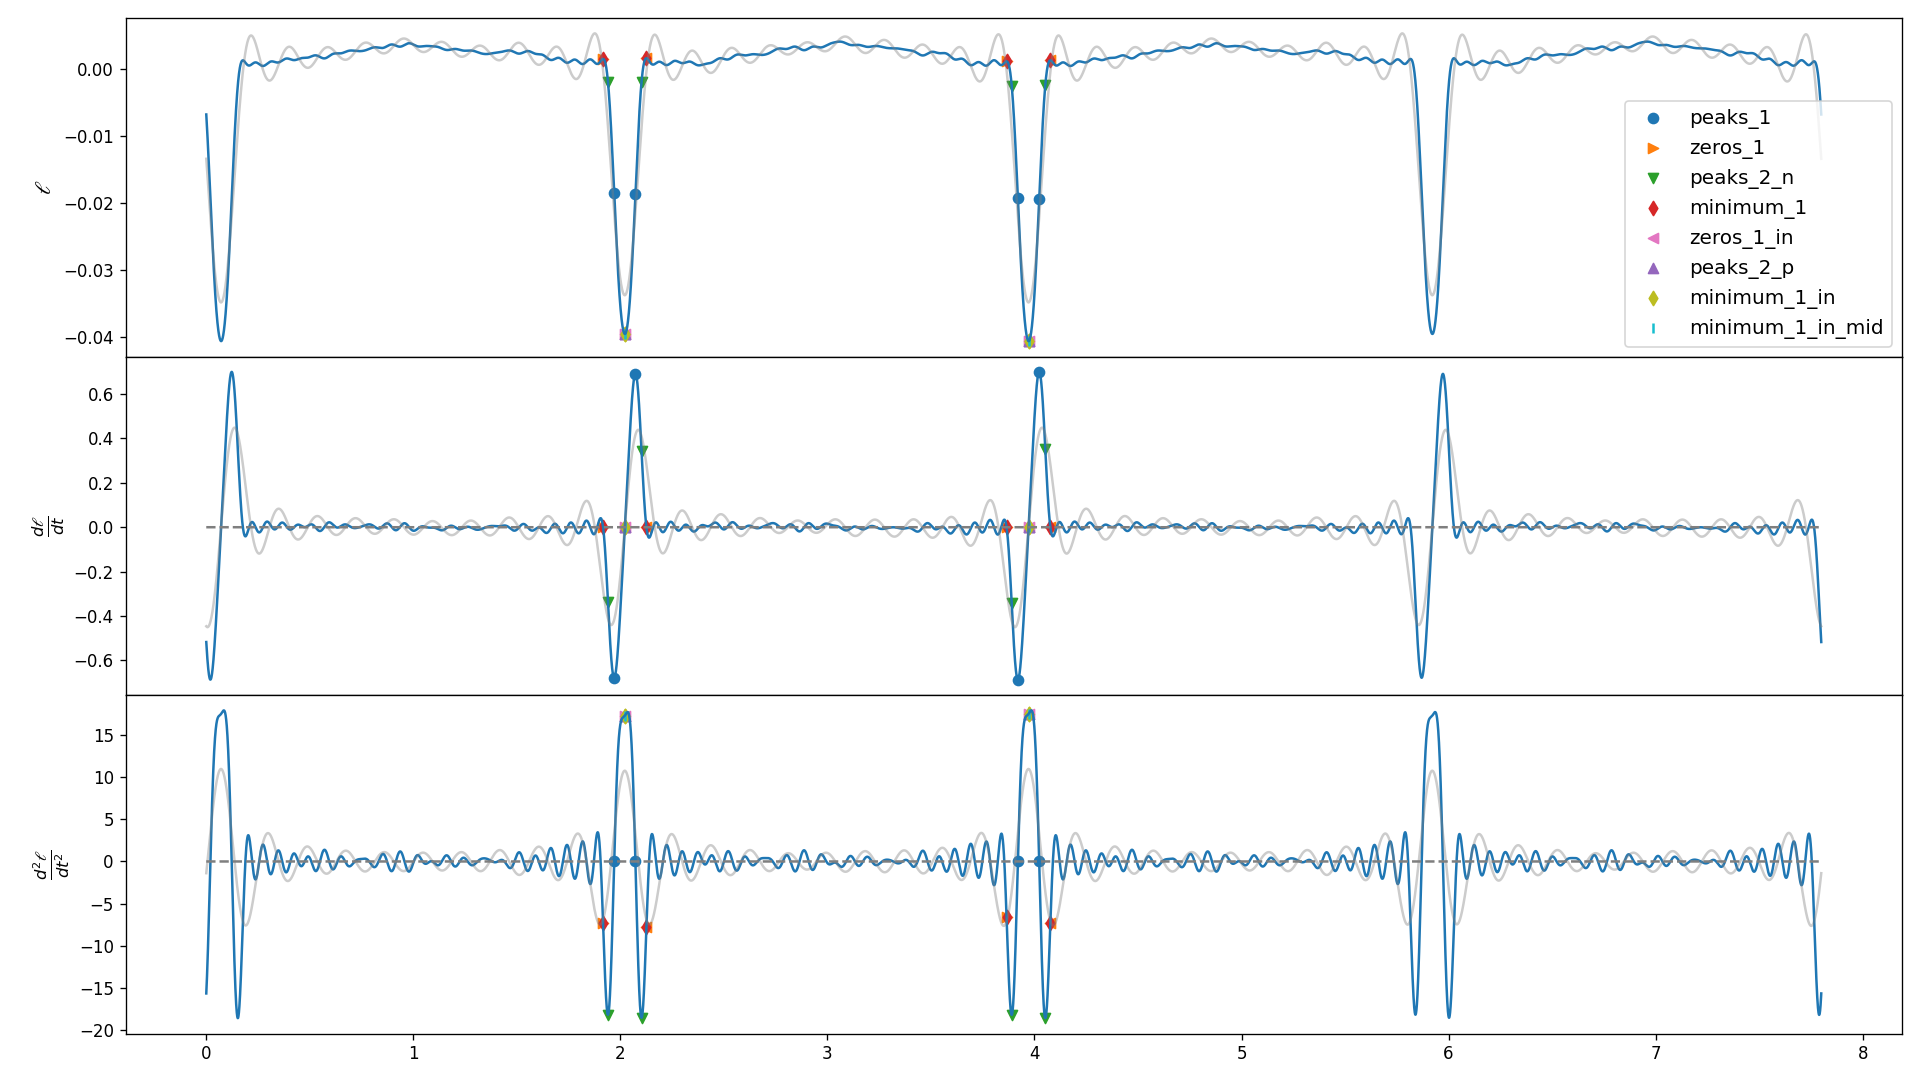 0.00
−0.01
−0.02
−0.03
−0.04
ℓ
peaks_1
zeros_1
peaks_2_n
minimum_1
zeros_1_in
peaks_2_p
minimum_1_in
minimum_1_in_mid
0.6
0.4
0.2
0.0
−0.2
−0.4
−0.6
dℓ
dt
15
10
5
0
−5
−10
−15
−20
d²ℓ
dt²
0 1 2 3 4 5 6 7 8